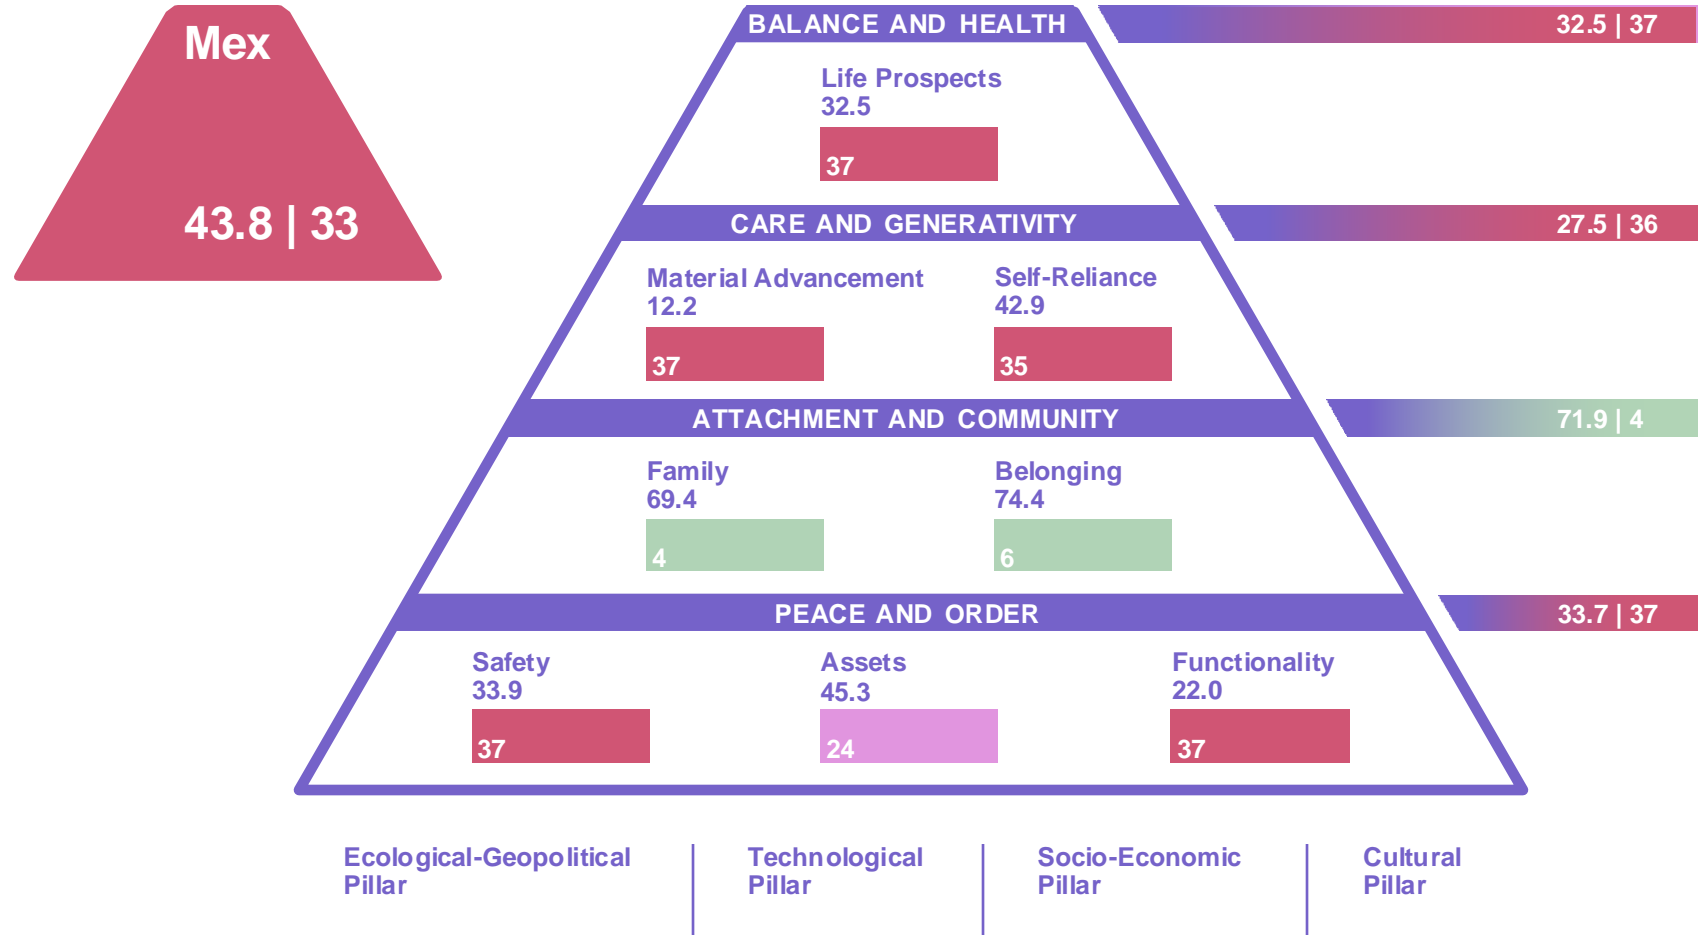 Mex
43.8 | 33
BALANCE AND HEALTH
32.5 | 37
Life Prospects
32.5
37
CARE AND GENERATIVITY
27.5 | 36
Material Advancement
12.2
37
Self-Reliance
42.9
35
ATTACHMENT AND COMMUNITY
71.9 | 4
Family
69.4
4
Belonging
74.4
6
PEACE AND ORDER
33.7 | 37
Safety
33.9
37
Assets
45.3
24
Functionality
22.0
37
Ecological-Geopolitical
Pillar
Technological
Pillar
Socio-Economic
Pillar
Cultural
Pillar